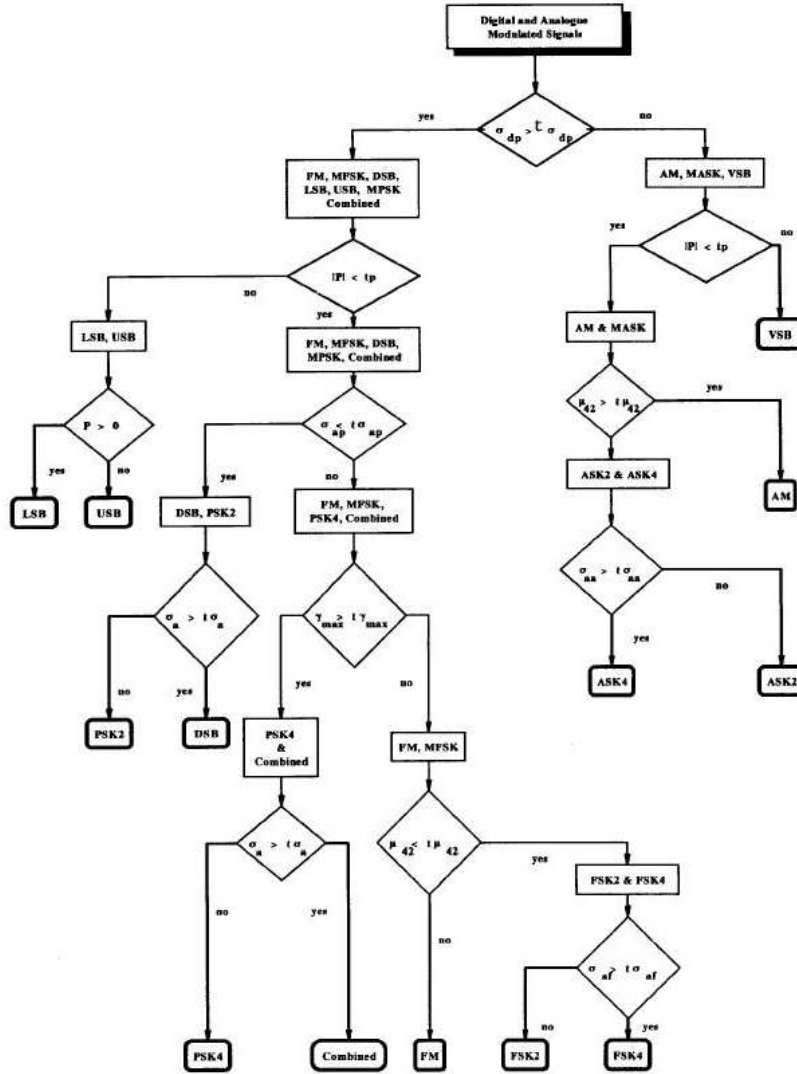 Digital and Analogue
Modulated Signals
yes
no
σ dp > t σ dp
FM, MFSK, DSB,
LSB, USB, MPSK
Combined
AM, MASK, VSB
yes
no
|P| < tp
|P| < tp
no
yes
LSB, USB
FM, MFSK, DSB,
MPSK, Combined
AM & MASK
VSB
P > 0
σ ap < t σ ap
μ 42 > t μ 42
yes
yes
no
yes
no
ASK2 & ASK4
LSB
USB
DSB, PSK2
FM, MFSK,
PSK4, Combined
AM
σ a > t σ a
γ max > t γ max
σ aa > t σ aa
no
yes
no
yes
yes
no
PSK2
DSB
ASK4
ASK2
PSK4
&
Combined
FM, MFSK
σ a > t σ a
μ 42 < t μ 42
yes
FSK2 & FSK4
no
yes
no
σ af > t σ af
no
yes
PSK4
Combined
FM
FSK2
FSK4